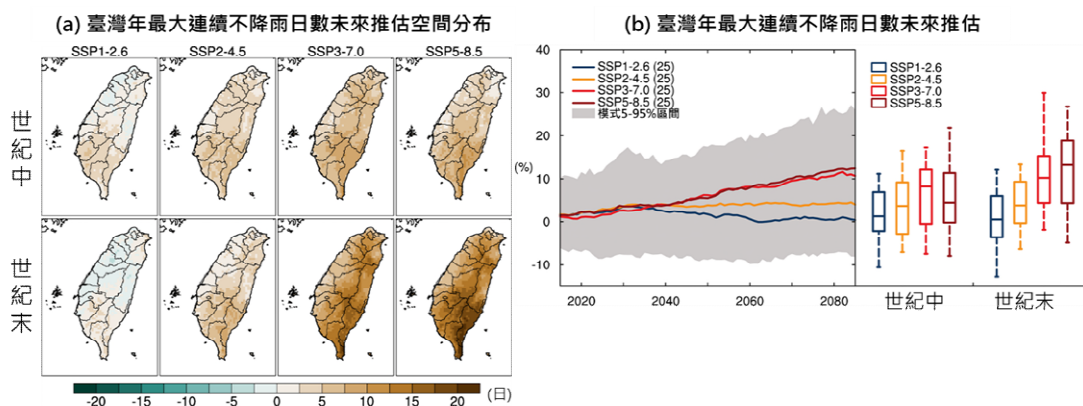 (a) 臺灣年最大連續不降雨日數未來推估空間分布
SSP1-2.6 SSP2-4.5 SSP3-7.0 SSP5-8.5
世紀中
世紀末
-20 -15 -10 -5 0 5 10 15 20 (日)
(b) 臺灣年最大連續不降雨日數未來推估
40
30
20
10
0
-10
(%)
SSP1-2.6 (25)
SSP2-4.5 (25)
SSP3-7.0 (25)
SSP5-8.5 (25)
模式5-95%區間
2020 2040 2060 2080
SSP1-2.6
SSP2-4.5
SSP3-7.0
SSP5-8.5
世紀中 世紀末